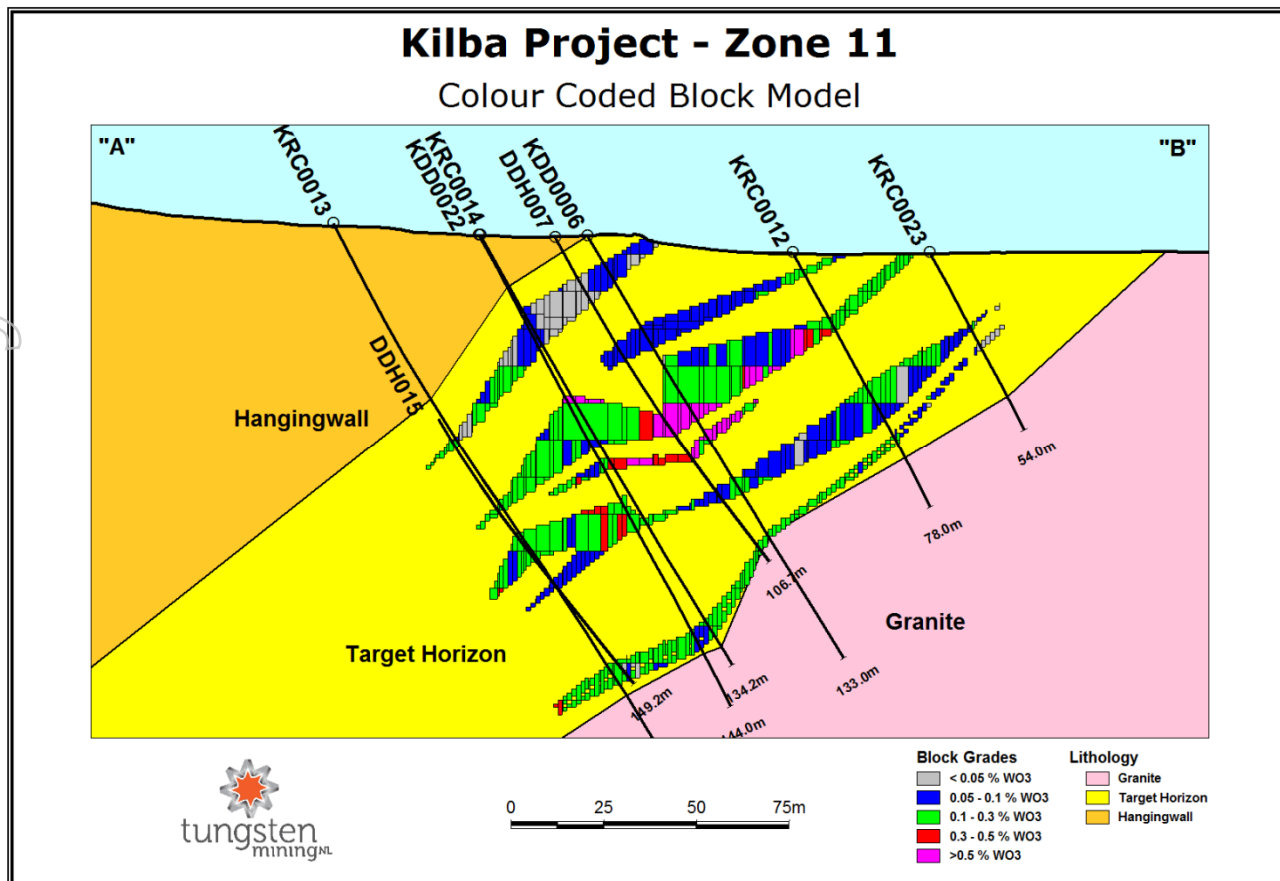 Kilba Project - Zone 11
Colour Coded Block Model
"A"
"B"
KRC0013
KRC0014
KDD0022
DDH007
KDD0006
KRC0012
KRC0023
DDH015
Hangingwall
Target Horizon
Granite
54.0m
78.0m
106.7m
133.0m
134.2m
149.2m
144.0m
tungsten
mining NL
0 25 50 75m
Block Grades
< 0.05 % WO3
0.05 - 0.1 % WO3
0.1 - 0.3 % WO3
0.3 - 0.5 % WO3
>0.5 % WO3
Lithology
Granite
Target Horizon
Hangingwall